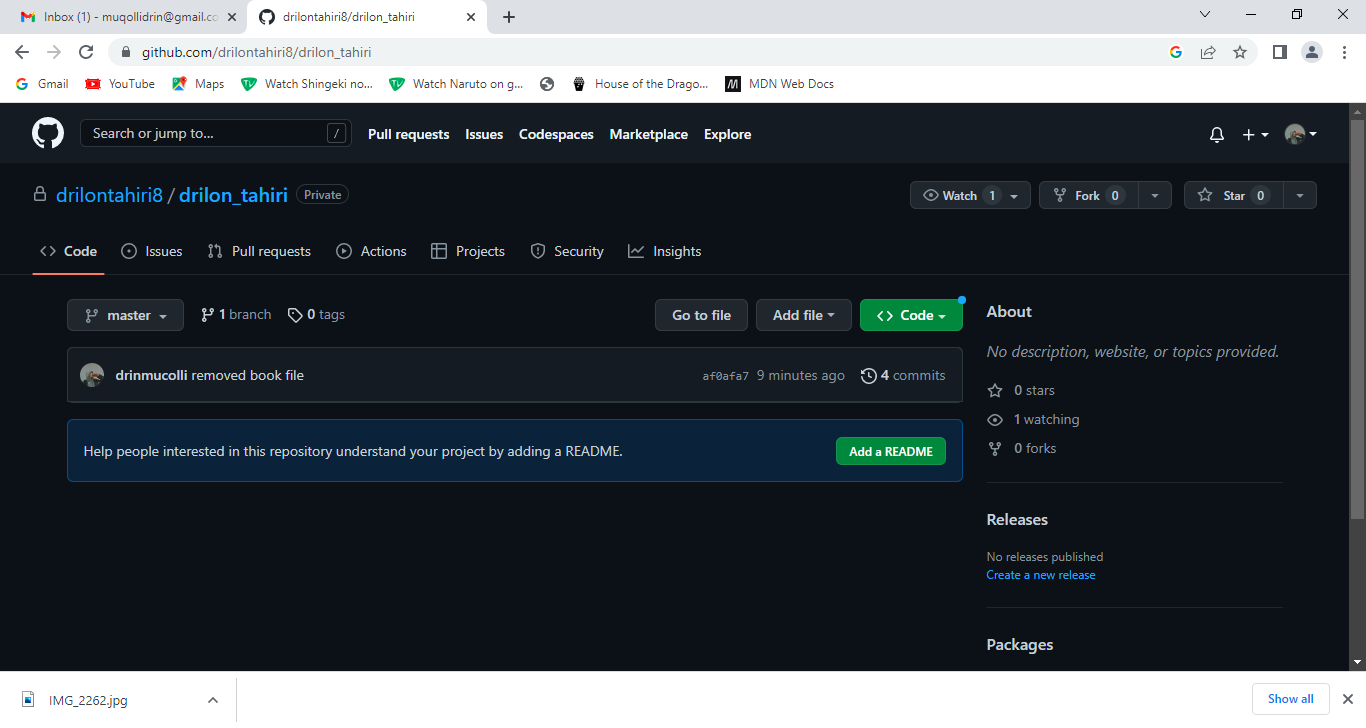 Inbox (1) - muqollidrin@gmail.co
drilontahiri8/drilon_tahiri
github.com/drilontahiri8/drilon_tahiri
Gmail YouTube Maps Watch Shingeki no... Watch Naruto on g... House of the Drago... MDN Web Docs
Search or jump to... / Pull requests Issues Codespaces Marketplace Explore
drilontahiri8 / drilon_tahiri Private Watch 1 Fork 0 Star 0
Code Issues Pull requests Actions Projects Security Insights
master 1 branch 0 tags Go to file Add file Code
drinmucolli removed book file af0afa7 9 minutes ago 4 commits
Help people interested in this repository understand your project by adding a README. Add a README
About
No description, website, or topics provided.
0 stars
1 watching
0 forks
Releases
No releases published
Create a new release
Packages
IMG_2262.jpg Show all